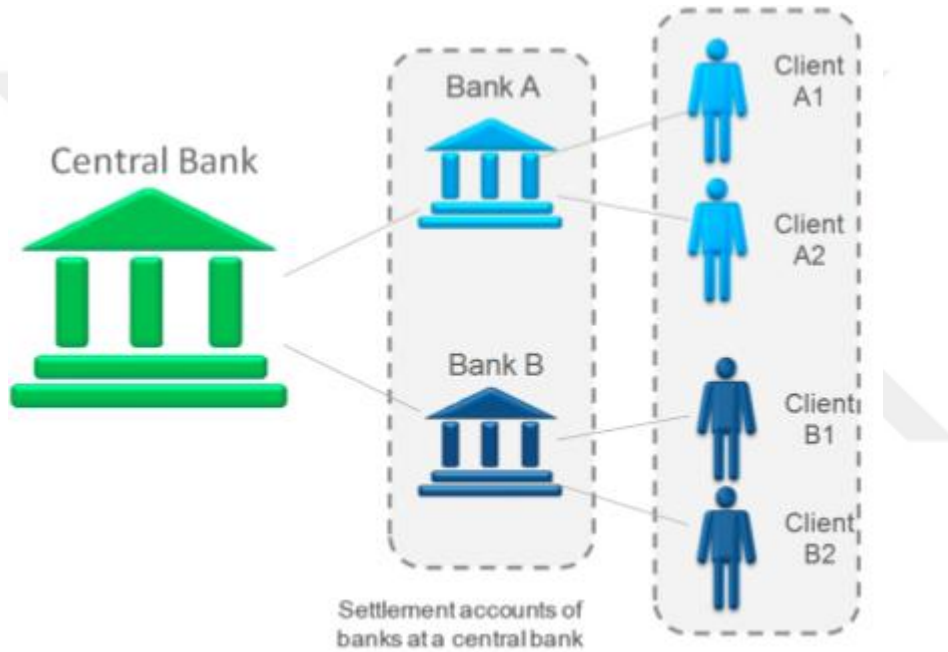 Central Bank
Bank A
Bank B
Client
A1
Client
A2
Client
B1
Client
B2
Settlement accounts of
banks at a central bank